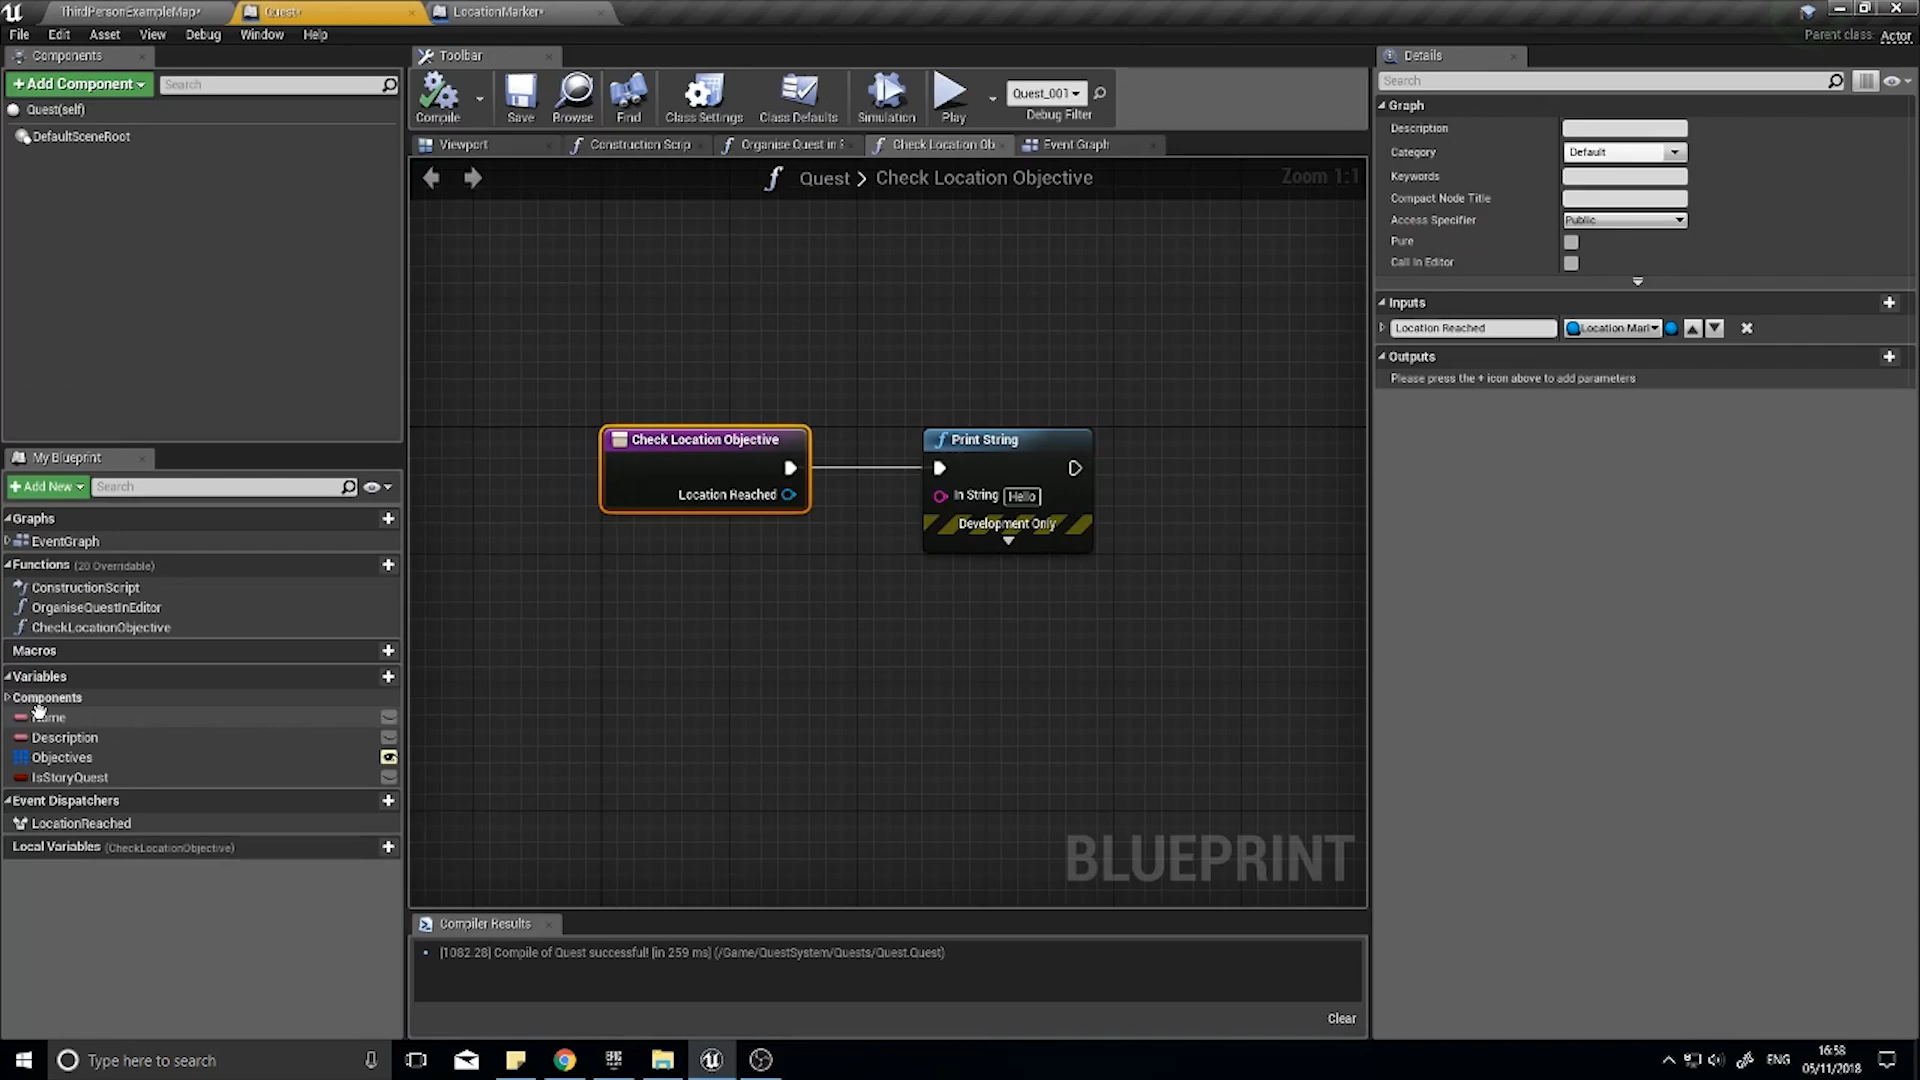 ThirdPersonExampleMap*
Quest*
LocationMarker*
File Edit Asset View Debug Window Help
Parent class: Actor
Components
+ Add Component
Search
Quest(self)
DefaultSceneRoot
Toolbar
Compile
Save
Browse
Find
Class Settings
Class Defaults
Simulation
Play
Quest_001
Debug Filter
Viewport
Construction Scrip
Organise Quest in E
Check Location Ob
Event Graph
Quest > Check Location Objective
Zoom 1:1
Check Location Objective
Location Reached
Print String
In String Hello
Development Only
BLUEPRINT
My Blueprint
+ Add New
Search
Graphs
EventGraph
Functions (20 Overridable)
ConstructionScript
OrganiseQuestInEditor
CheckLocationObjective
Macros
Variables
Components
Description
Objectives
IsStoryQuest
Event Dispatchers
LocationReached
Local Variables (CheckLocationObjective)
Compiler Results
[1082.28] Compile of Quest successful! [in 259 ms] (/Game/QuestSystem/Quests/Quest.Quest)
Clear
Details
Search
Graph
Description
Category Default
Keywords
Compact Node Title
Access Specifier Public
Pure
Call In Editor
Inputs
Location Reached Location Mar
Outputs
Please press the + icon above to add parameters
Type here to search
ENG
16:58
05/11/2018